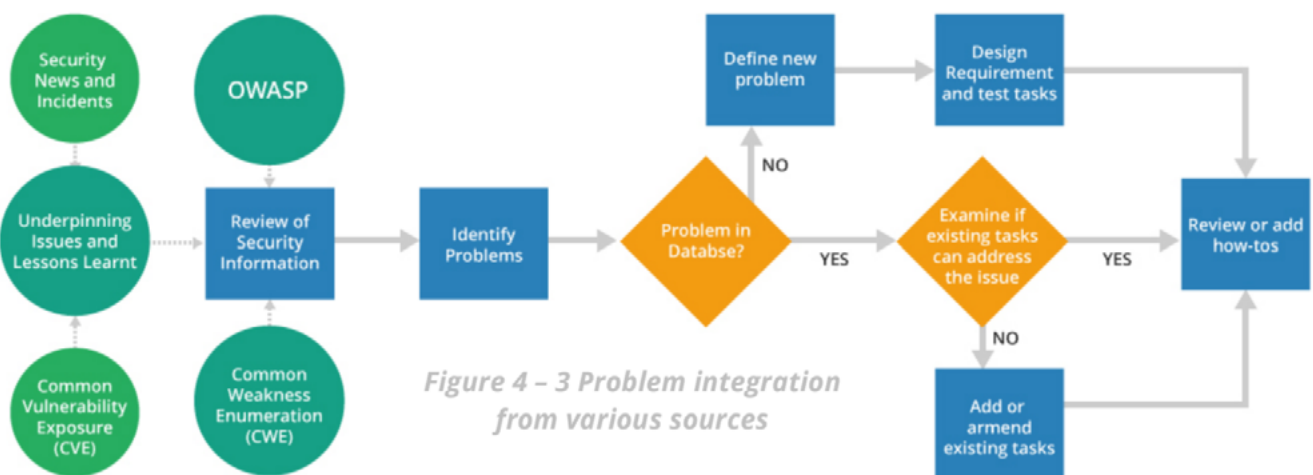 Security
News and
Incidents
OWASP
Underpinning
Issues and
Lessons Learnt
Review of
Security
Information
Common
Vulnerability
Exposure
(CVE)
Common
Weakness
Enumeration
(CWE)
Identify
Problems
Problem in
Databse?
NO
YES
Define new
problem
Design
Requirement
and test tasks
Examine if
existing tasks
can address
the issue
YES
NO
Add or
armend
existing tasks
Review or add
how-tos
Figure 4 – 3 Problem integration
from various sources